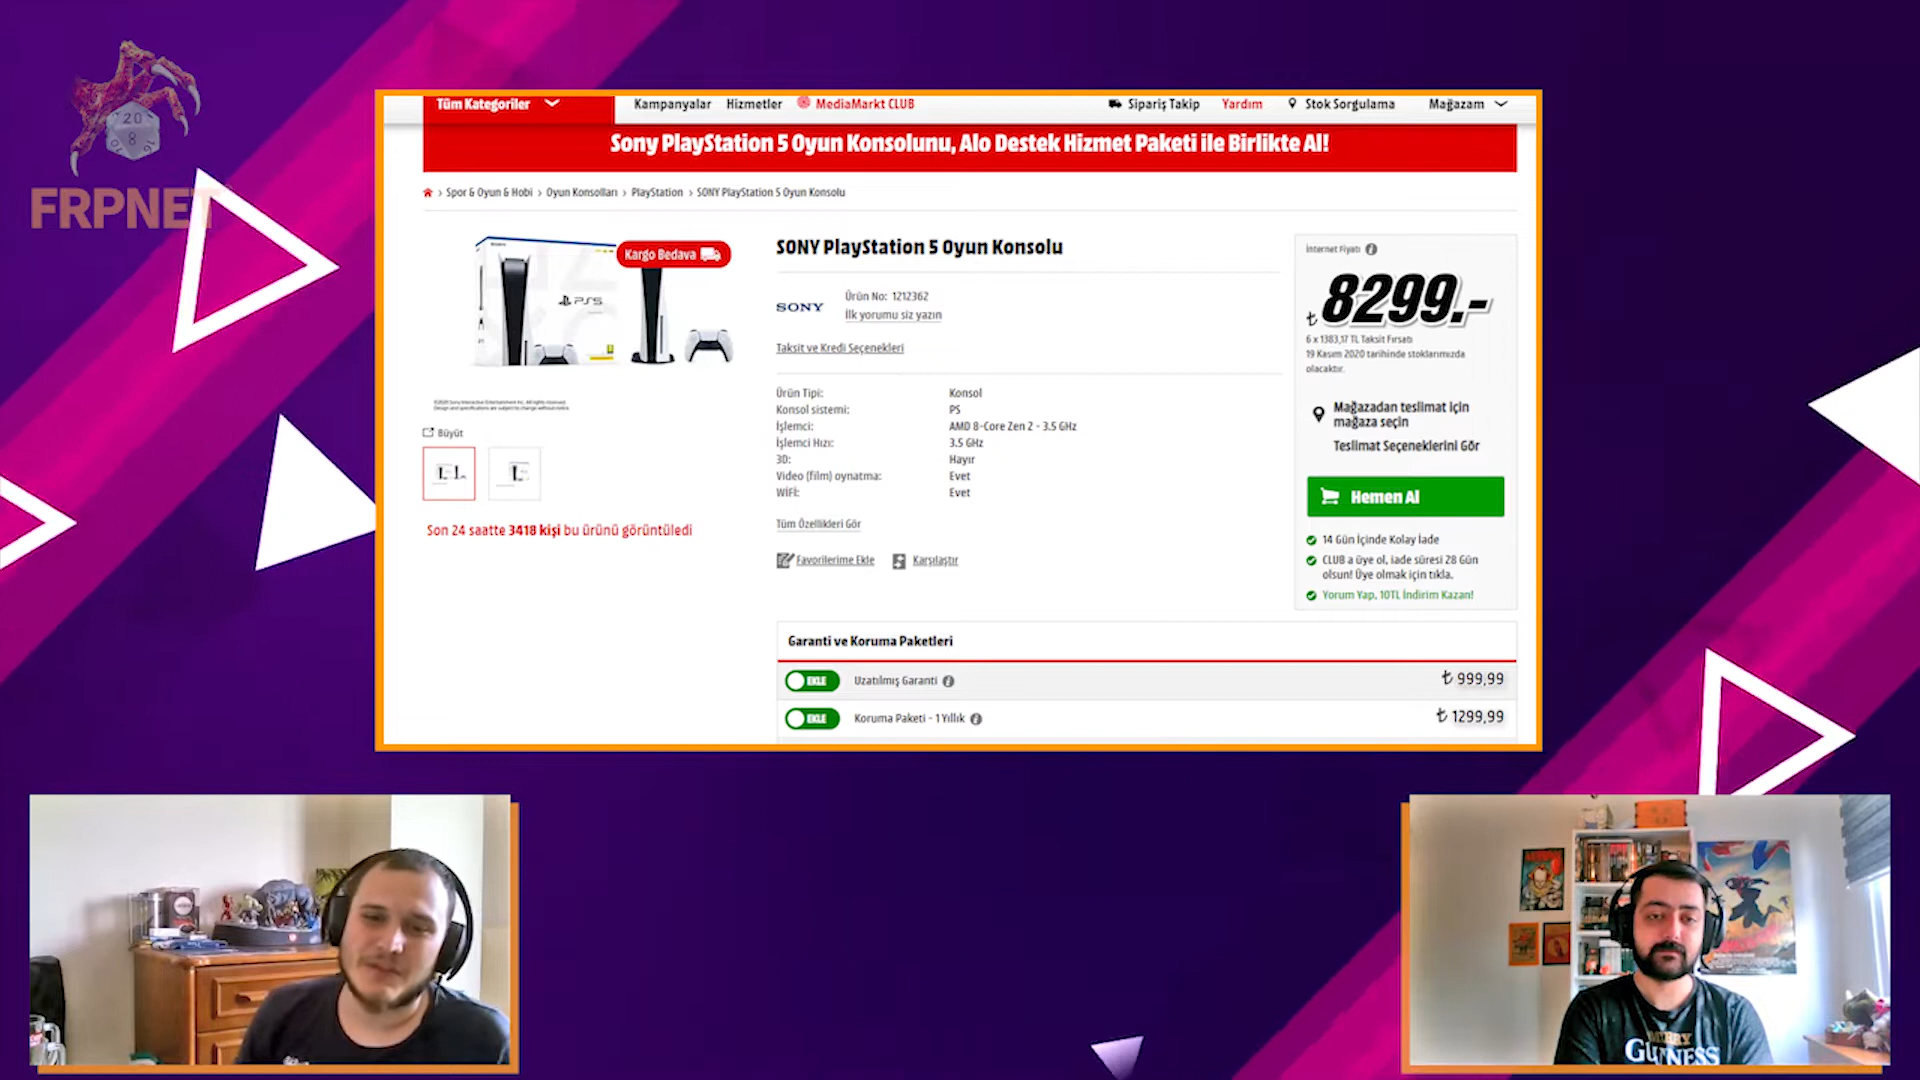 FRPNET
20
8
Tüm Kategoriler
Kampanyalar Hizmetler MediaMarkt CLUB Sipariş Takip Yardım Stok Sorgulama Mağazam
Sony PlayStation 5 Oyun Konsolunu, Alo Destek Hizmet Paketi ile Birlikte Al!
Spor & Oyun & Hobi › Oyun Konsolları › PlayStation › SONY PlayStation 5 Oyun Konsolu
Kargo Bedava
PS5
Büyüt
Son 24 saatte 3418 kişi bu ürünü görüntüledi
SONY PlayStation 5 Oyun Konsolu
SONY
Ürün No: 1212362
İlk yorumu siz yazın
Taksit ve Kredi Seçenekleri
Ürün Tipi: Konsol
Konsol sistemi: PS
İşlemci: AMD 8-Core Zen 2 - 3.5 GHz
İşlemci Hızı: 3.5 GHz
3D: Hayır
Video (film) oynatma: Evet
WiFi: Evet
Tüm Özellikleri Gör
Favorilerime Ekle Karşılaştır
İnternet Fiyatı
₺ 8299.-
6 x 1383,17 TL Taksit Fırsatı
19 Kasım 2020 tarihinde stoklarımızda
olacaktır.
Mağazadan teslimat için
mağaza seçin
Teslimat Seçeneklerini Gör
Hemen Al
14 Gün İçinde Kolay İade
CLUB a üye ol, iade süresi 28 Gün
olsun! Üye olmak için tıkla.
Yorum Yap, 10TL İndirim Kazan!
Garanti ve Koruma Paketleri
EKLE Uzatılmış Garanti ₺ 999,99
EKLE Koruma Paketi - 1 Yıllık ₺ 1299,99
MERRY
GUINNESS